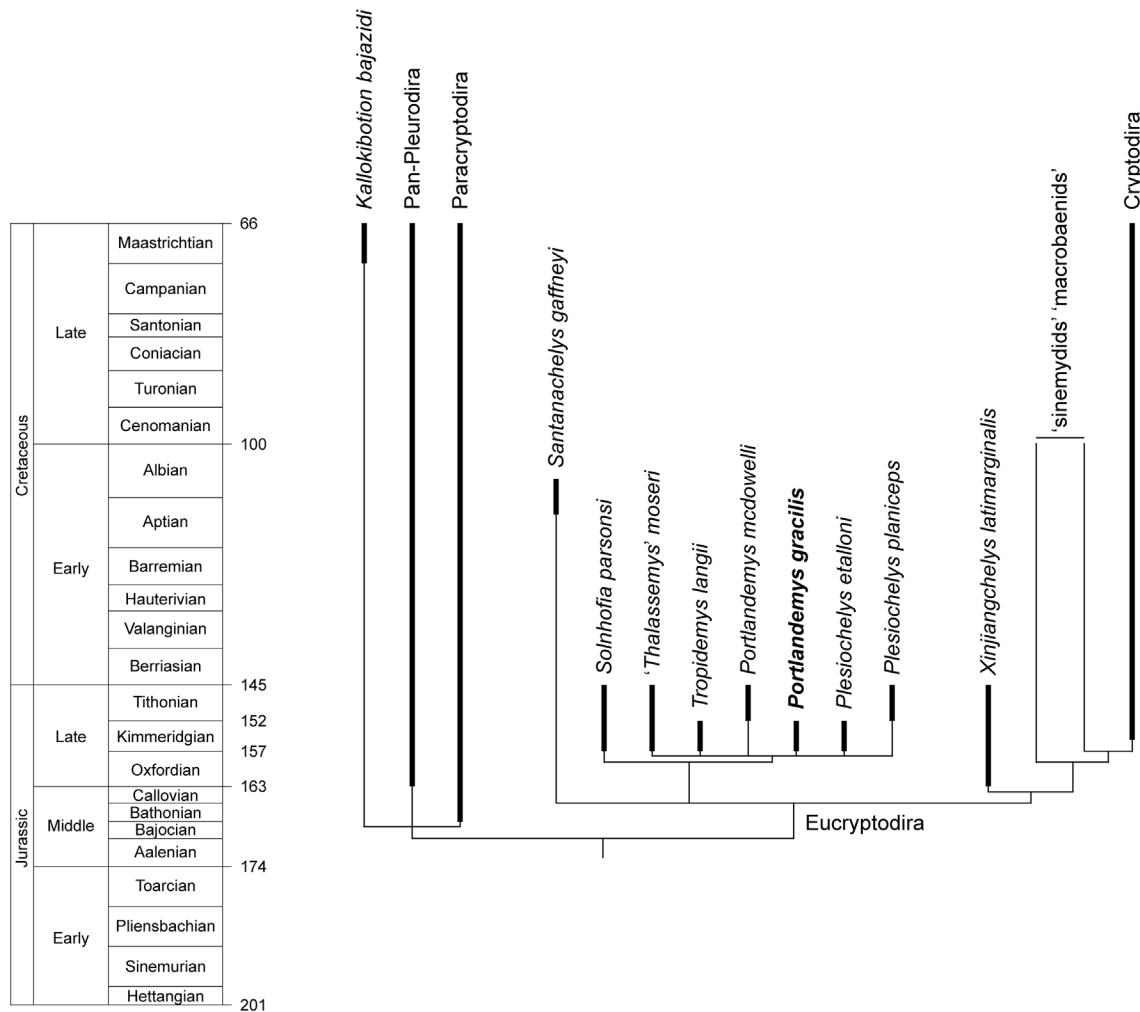 Kallokibotion bajazidi
Pan-Pleurodira
Paracryptodira
Santanachelys gaffneyi
Solnhofia parsonsi
‘Thalassemys’ moseri
Tropidemys langii
Portlandemys mcdowelli
Portlandemys gracilis
Plesiochelys etalloni
Plesiochelys planiceps
Xinjiangchelys latimarginalis
‘sinemydids’ ‘macrobaenids’
Cryptodira
Eucryptodira
Cretaceous
Late
Maastrichtian
Campanian
Santonian
Coniacian
Turonian
Cenomanian
Early
Albian
Aptian
Barremian
Hauterivian
Valanginian
Berriasian
Jurassic
Late
Tithonian
Kimmeridgian
Oxfordian
Middle
Callovian
Bathonian
Bajocian
Aalenian
Early
Toarcian
Pliensbachian
Sinemurian
Hettangian
66
100
145
152
157
163
174
201